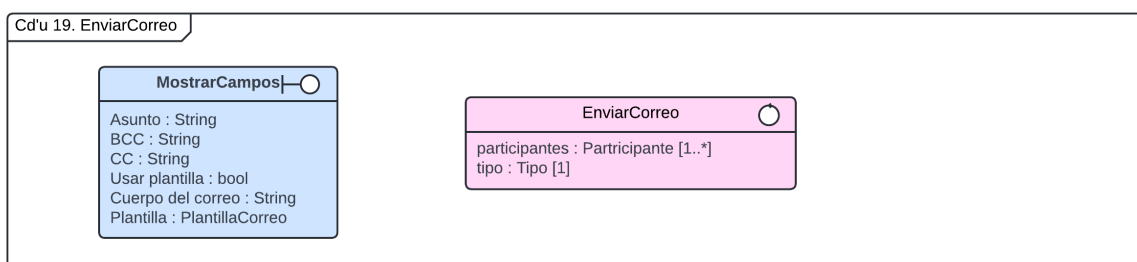 Cd'u 19. EnviarCorreo
MostrarCampos
Asunto : String
BCC : String
CC : String
Usar plantilla : bool
Cuerpo del correo : String
Plantilla : PlantillaCorreo
EnviarCorreo
participantes : Partricipante [1..*]
tipo : Tipo [1]